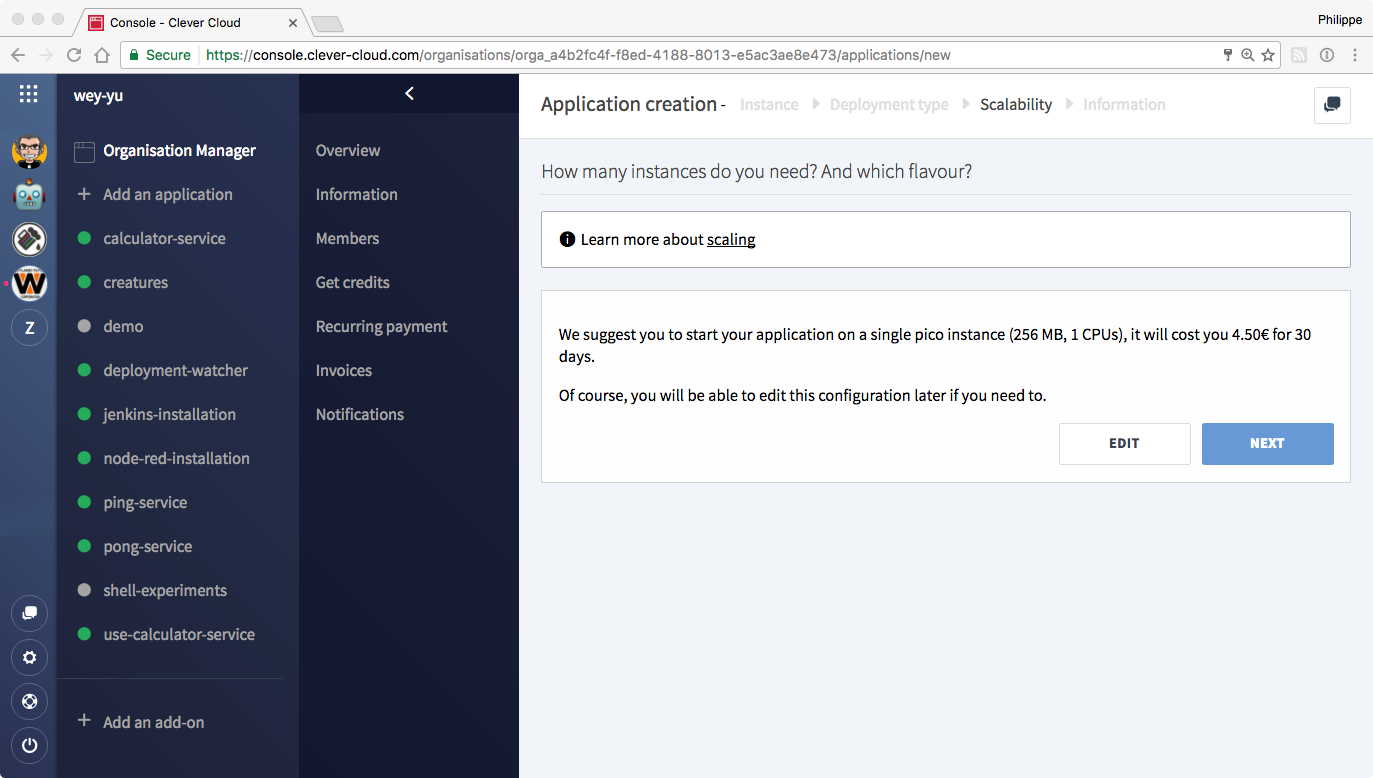 Console - Clever Cloud
Philippe
Secure https://console.clever-cloud.com/organisations/orga_a4b2fc4f-f8ed-4188-8013-e5ac3ae8e473/applications/new
wey-yu
Organisation Manager
+ Add an application
calculator-service
creatures
demo
deployment-watcher
jenkins-installation
node-red-installation
ping-service
pong-service
shell-experiments
use-calculator-service
+ Add an add-on
W
Z
Overview
Information
Members
Get credits
Recurring payment
Invoices
Notifications
Application creation - Instance Deployment type Scalability Information
How many instances do you need? And which flavour?
Learn more about scaling
We suggest you to start your application on a single pico instance (256 MB, 1 CPUs), it will cost you 4.50€ for 30
days.
Of course, you will be able to edit this configuration later if you need to.
EDIT
NEXT